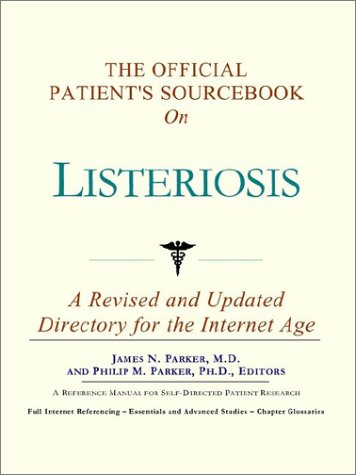 THE OFFICIAL
PATIENT'S SOURCEBOOK
On
LISTERIOSIS
A Revised and Updated
Directory for the Internet Age
JAMES N. PARKER, M.D.
AND PHILIP M. PARKER, PH.D., EDITORS
A REFERENCE MANUAL FOR SELF-DIRECTED PATIENT RESEARCH
Full Internet Referencing – Essentials and Advanced Studies – Chapter Glossaries